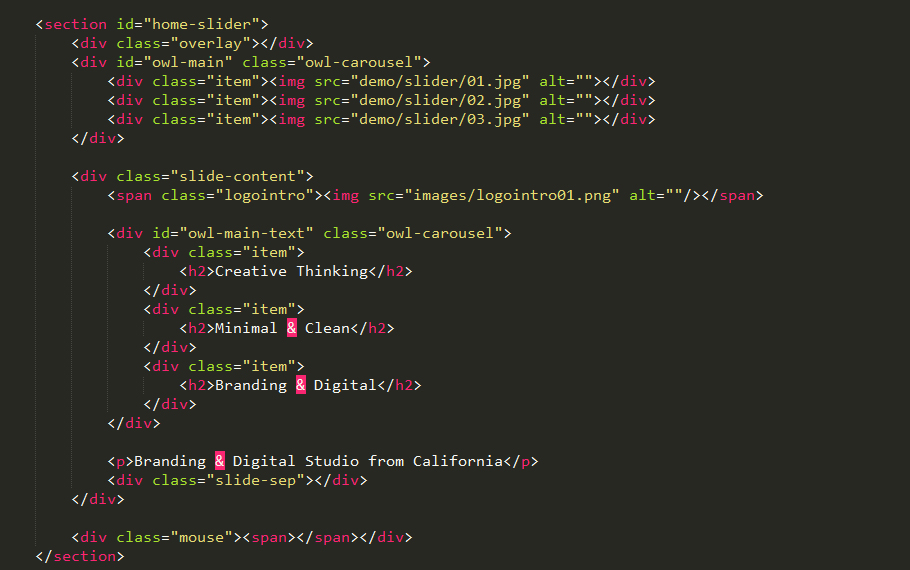 <section id="home-slider">
    <div class="overlay"></div>
    <div id="owl-main" class="owl-carousel">
        <div class="item"><img src="demo/slider/01.jpg" alt=""></div>
        <div class="item"><img src="demo/slider/02.jpg" alt=""></div>
        <div class="item"><img src="demo/slider/03.jpg" alt=""></div>
    </div>

    <div class="slide-content">
        <span class="logointro"><img src="images/logointro01.png" alt=""/></span>

        <div id="owl-main-text" class="owl-carousel">
            <div class="item">
                <h2>Creative Thinking</h2>
            </div>
            <div class="item">
                <h2>Minimal & Clean</h2>
            </div>
            <div class="item">
                <h2>Branding & Digital</h2>
            </div>
        </div>

        <p>Branding & Digital Studio from California</p>
        <div class="slide-sep"></div>
    </div>

    <div class="mouse"><span></span></div>
</section>